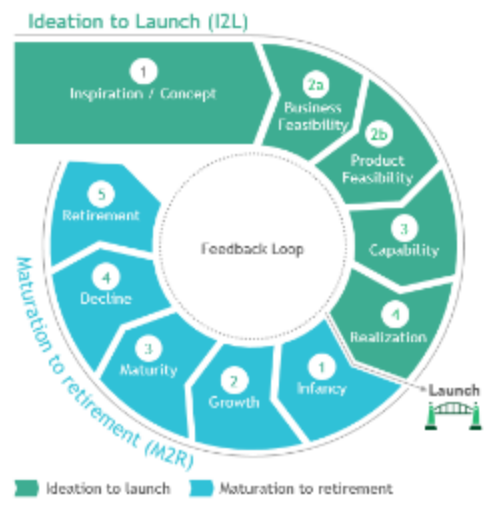 Ideation to Launch (I2L)
1
Inspiration / Concept
2a
Business
Feasibility
2b
Product
Feasibility
3
Capability
4
Realization
Launch
1
Infancy
2
Growth
3
Maturity
4
Decline
5
Retirement
Feedback Loop
Maturation to retirement (M2R)
Ideation to launch
Maturation to retirement